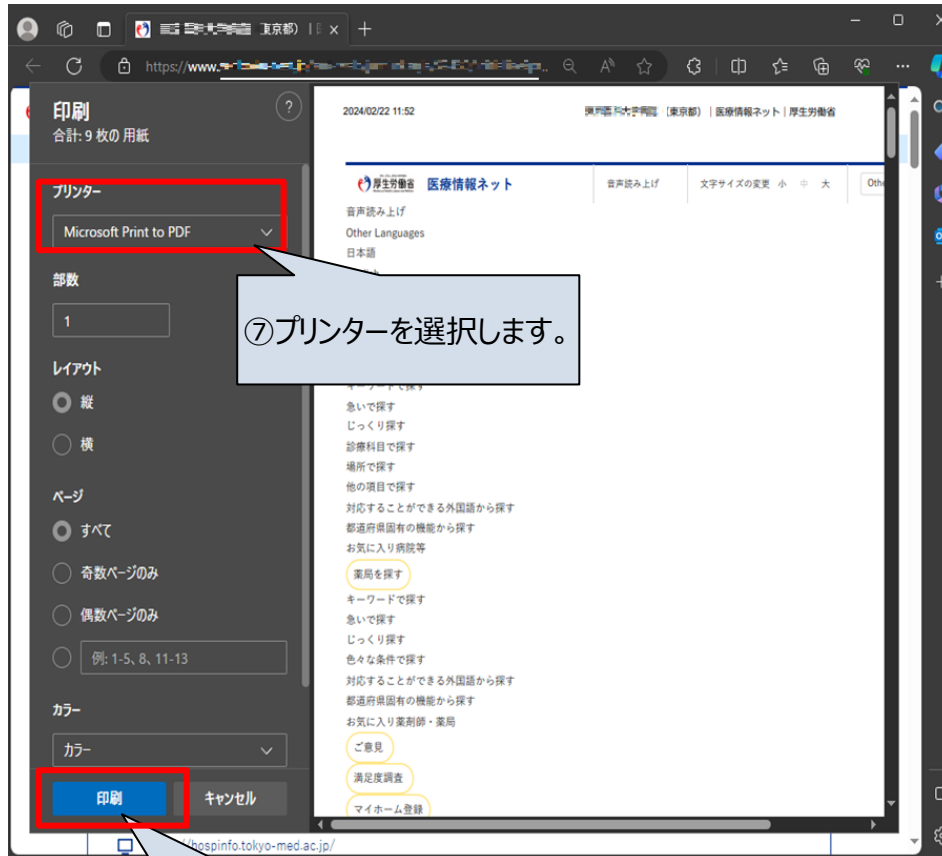 東京都）｜
https://www.
印刷
合計: 9 枚の 用紙
?
プリンター
Microsoft Print to PDF
部数
1
レイアウト
縦
横
ページ
すべて
奇数ページのみ
偶数ページのみ
例: 1-5、8、11-13
カラー
カラー
印刷
キャンセル
⑦プリンターを選択します。
2024/02/22 11:52
（東京都）｜医療情報ネット｜厚生労働省
厚生労働省 医療情報ネット
音声読み上げ
文字サイズの変更 小 中 大
Othe
音声読み上げ
Other Languages
日本語
キーワードで探す
急いで探す
じっくり探す
診療科目で探す
場所で探す
他の項目で探す
対応することができる外国語から探す
都道府県固有の機能から探す
お気に入り病院等
薬局を探す
キーワードで探す
急いで探す
じっくり探す
色々な条件で探す
対応することができる外国語から探す
都道府県固有の機能から探す
お気に入り薬剤師・薬局
ご意見
満足度調査
マイホーム登録
/hospinfo.tokyo-med.ac.jp/